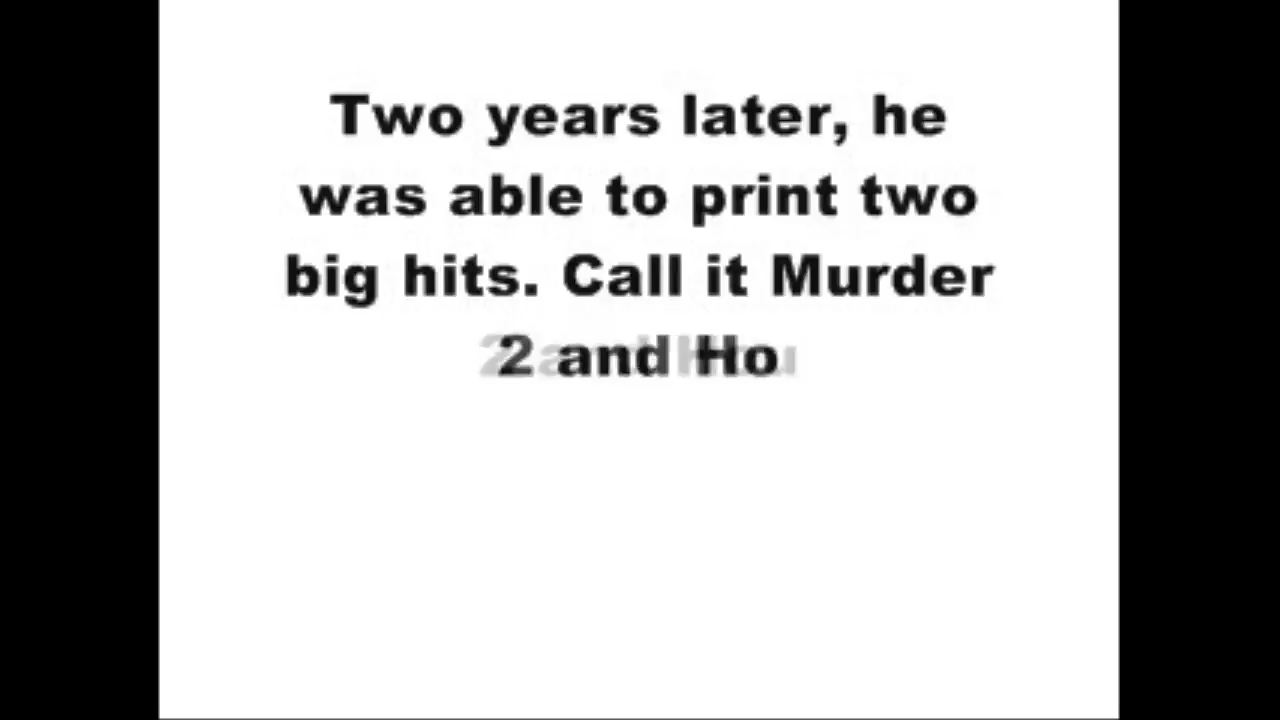 Two years later, he
was able to print two
big hits. Call it Murder
2 and Ho